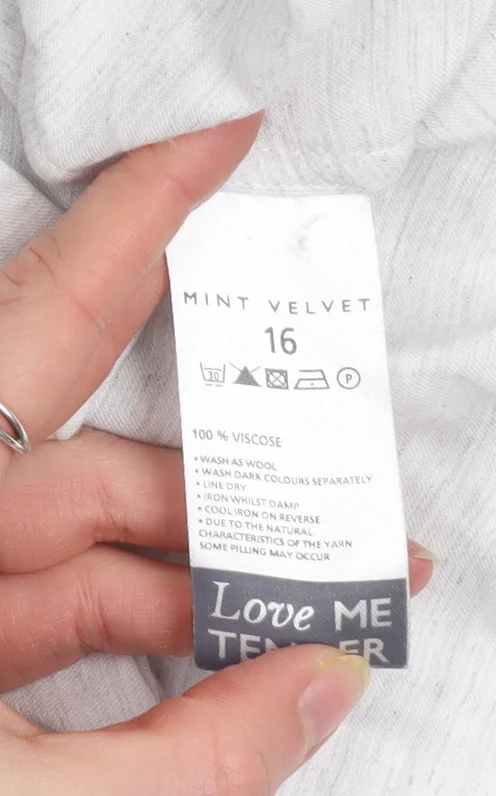 MINT VELVET
16
30 P
100 % VISCOSE
• WASH AS WOOL
• WASH DARK COLOURS SEPARATELY
• LINE DRY
• IRON WHILST DAMP
• COOL IRON ON REVERSE
• DUE TO THE NATURAL
CHARACTERISTICS OF THE YARN
SOME PILLING MAY OCCUR
Love ME